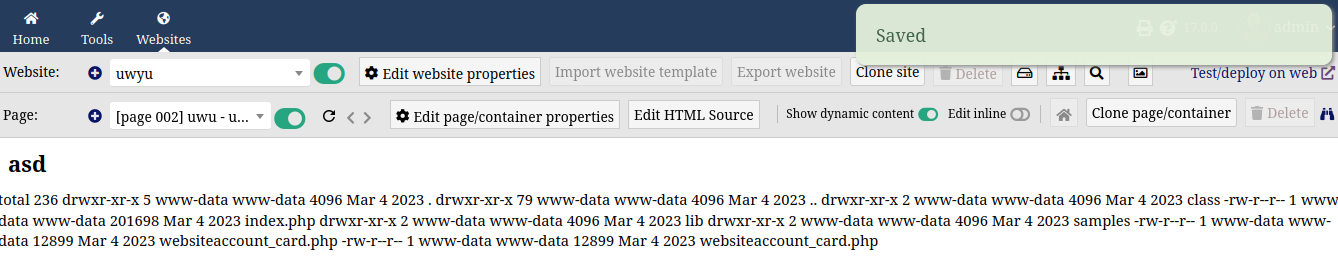 Home Tools Websites Saved 17.0.0 admin
Website: uwyu Edit website properties Import website template Export website Clone site Delete Test/deploy on web
Page: [page 002] uwu - u... Edit page/container properties Edit HTML Source Show dynamic content Edit inline Clone page/container Delete
asd
total 236 drwxr-xr-x 5 www-data www-data 4096 Mar 4 2023 . drwxr-xr-x 79 www-data www-data 4096 Mar 4 2023 .. drwxr-xr-x 2 www-data www-data 4096 Mar 4 2023 class -rw-r--r-- 1 www-
data www-data 201698 Mar 4 2023 index.php drwxr-xr-x 2 www-data www-data 4096 Mar 4 2023 lib drwxr-xr-x 2 www-data www-data 4096 Mar 4 2023 samples -rw-r--r-- 1 www-data www-
data 12899 Mar 4 2023 websiteaccount_card.php -rw-r--r-- 1 www-data www-data 12899 Mar 4 2023 websiteaccount_card.php